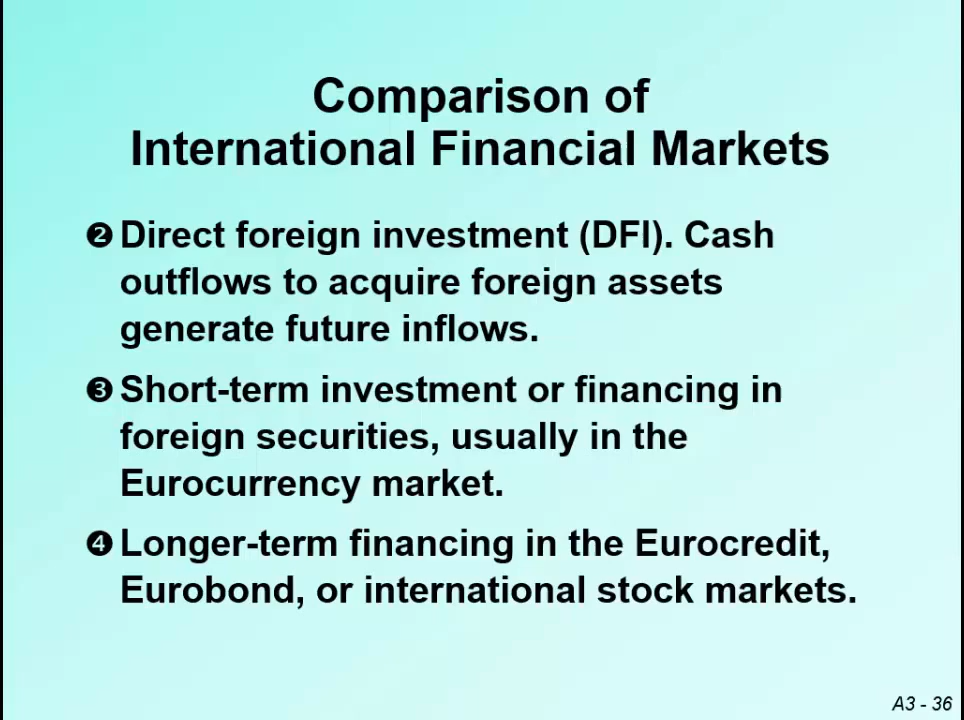 Comparison of
International Financial Markets
❷ Direct foreign investment (DFI). Cash
outflows to acquire foreign assets
generate future inflows.
❸ Short-term investment or financing in
foreign securities, usually in the
Eurocurrency market.
❹ Longer-term financing in the Eurocredit,
Eurobond, or international stock markets.
A3 - 36